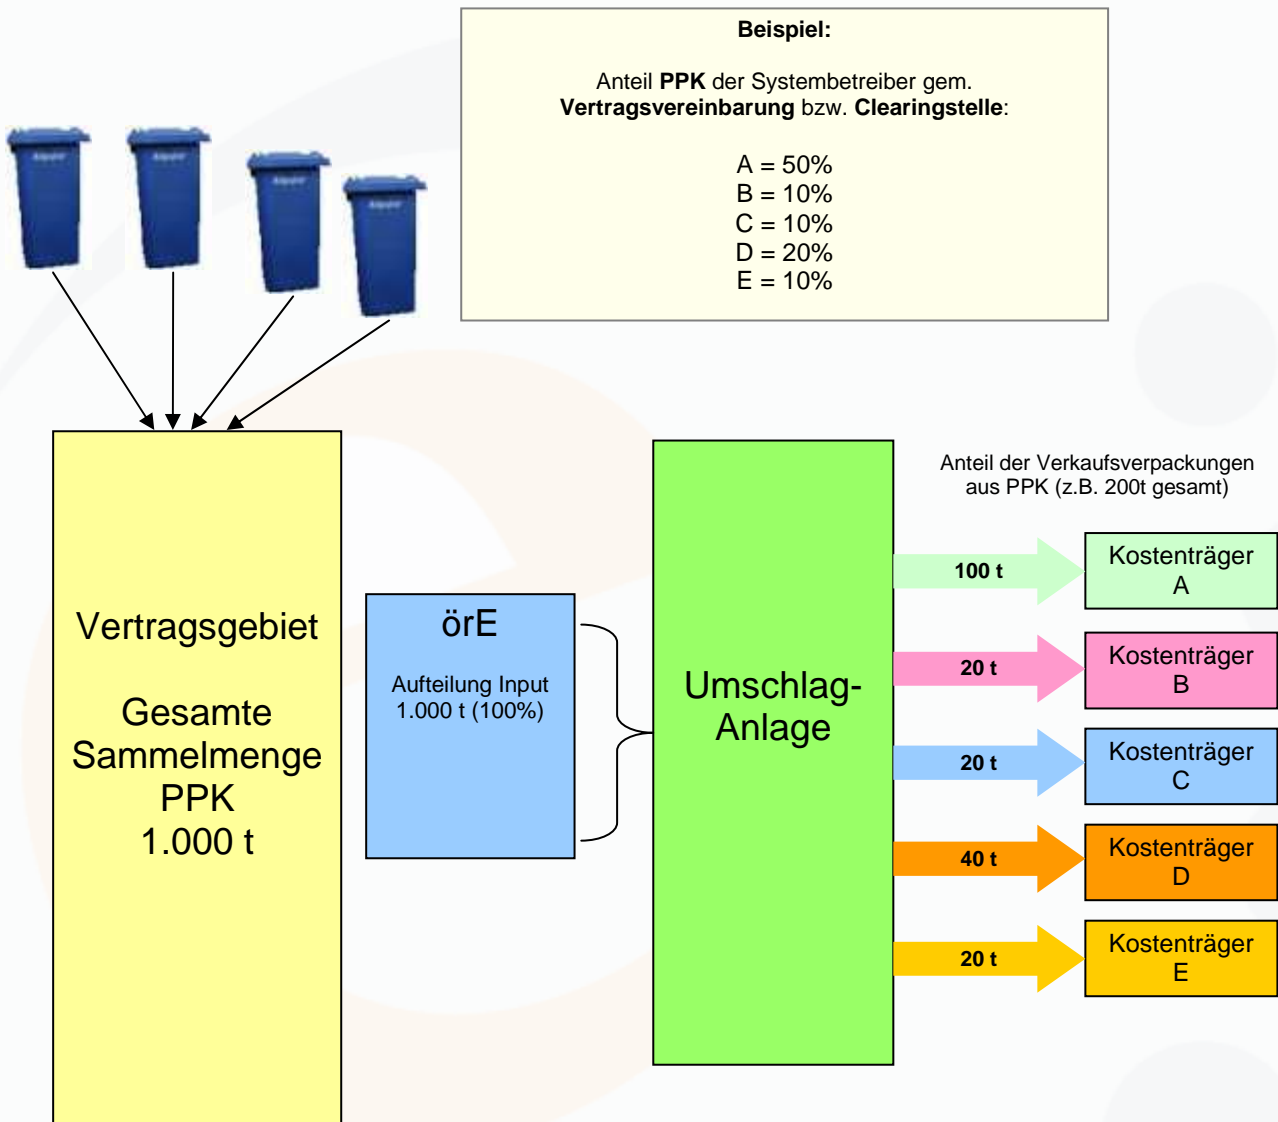 Beispiel:
Anteil PPK der Systembetreiber gem.
Vertragsvereinbarung bzw. Clearingstelle:
A = 50%
B = 10%
C = 10%
D = 20%
E = 10%
Vertragsgebiet
Gesamte
Sammelmenge
PPK
1.000 t
örE
Aufteilung Input
1.000 t (100%)
Umschlag-
Anlage
Anteil der Verkaufsverpackungen
aus PPK (z.B. 200t gesamt)
100 t
Kostenträger
A
20 t
Kostenträger
B
20 t
Kostenträger
C
40 t
Kostenträger
D
20 t
Kostenträger
E